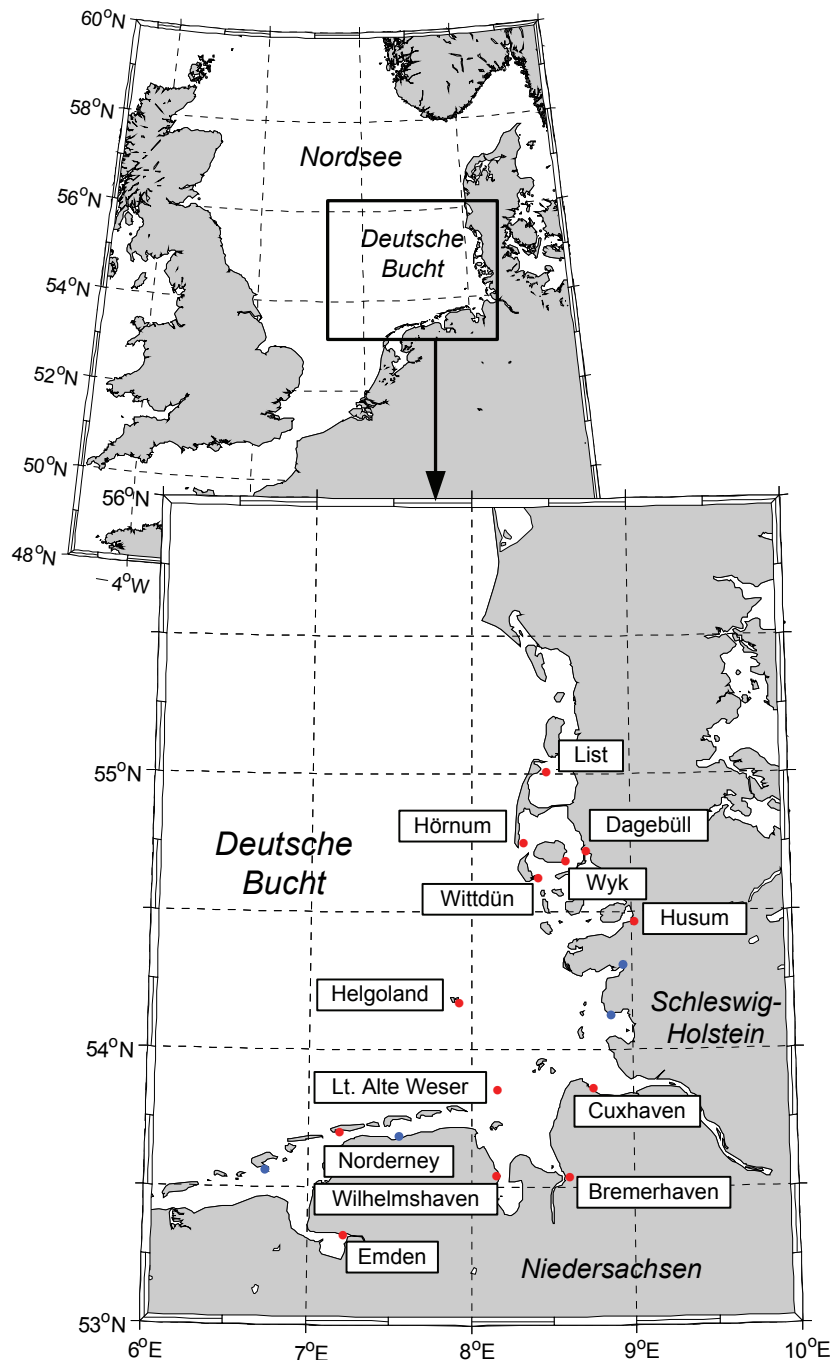 60°N
58°N
Nordsee
56°N
Deutsche
Bucht
54°N
52°N
50°N
56°N
48°N
−4°W
List
55°N
Hörnum
Dagebüll
Deutsche
Bucht
Wittdün
Wyk
Husum
Helgoland
Schleswig-
Holstein
54°N
Lt. Alte Weser
Cuxhaven
Norderney
Wilhelmshaven
Bremerhaven
Emden
Niedersachsen
53°N
6°E
7°E
8°E
9°E
10°E